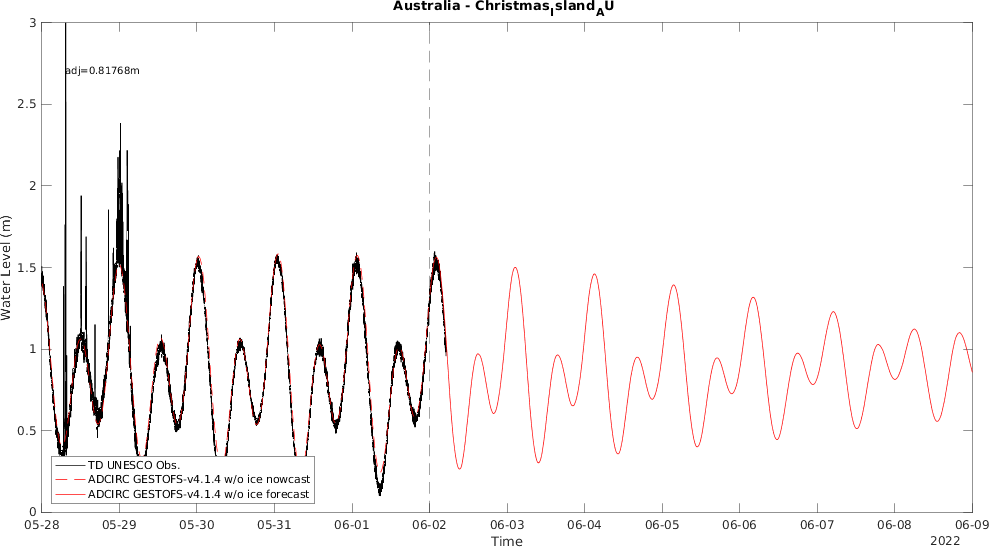 Australia - Christmas_Island_AU
adj=0.81768m
Water Level (m)
3
2.5
2
1.5
1
0.5
0
TD UNESCO Obs.
ADCIRC GESTOFS-v4.1.4 w/o ice nowcast
ADCIRC GESTOFS-v4.1.4 w/o ice forecast
05-28 05-29 05-30 05-31 06-01 06-02 06-03 06-04 06-05 06-06 06-07 06-08 06-09
Time
2022